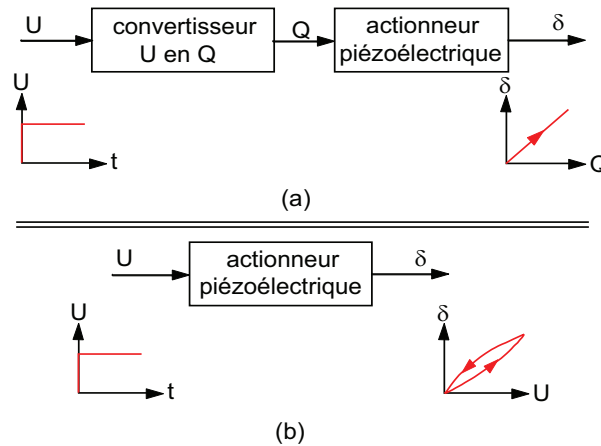 U
convertisseur
U en Q
Q
actionneur
piézoélectrique
δ
U
t
δ
Q
(a)
U
actionneur
piézoélectrique
δ
U
t
δ
U
(b)